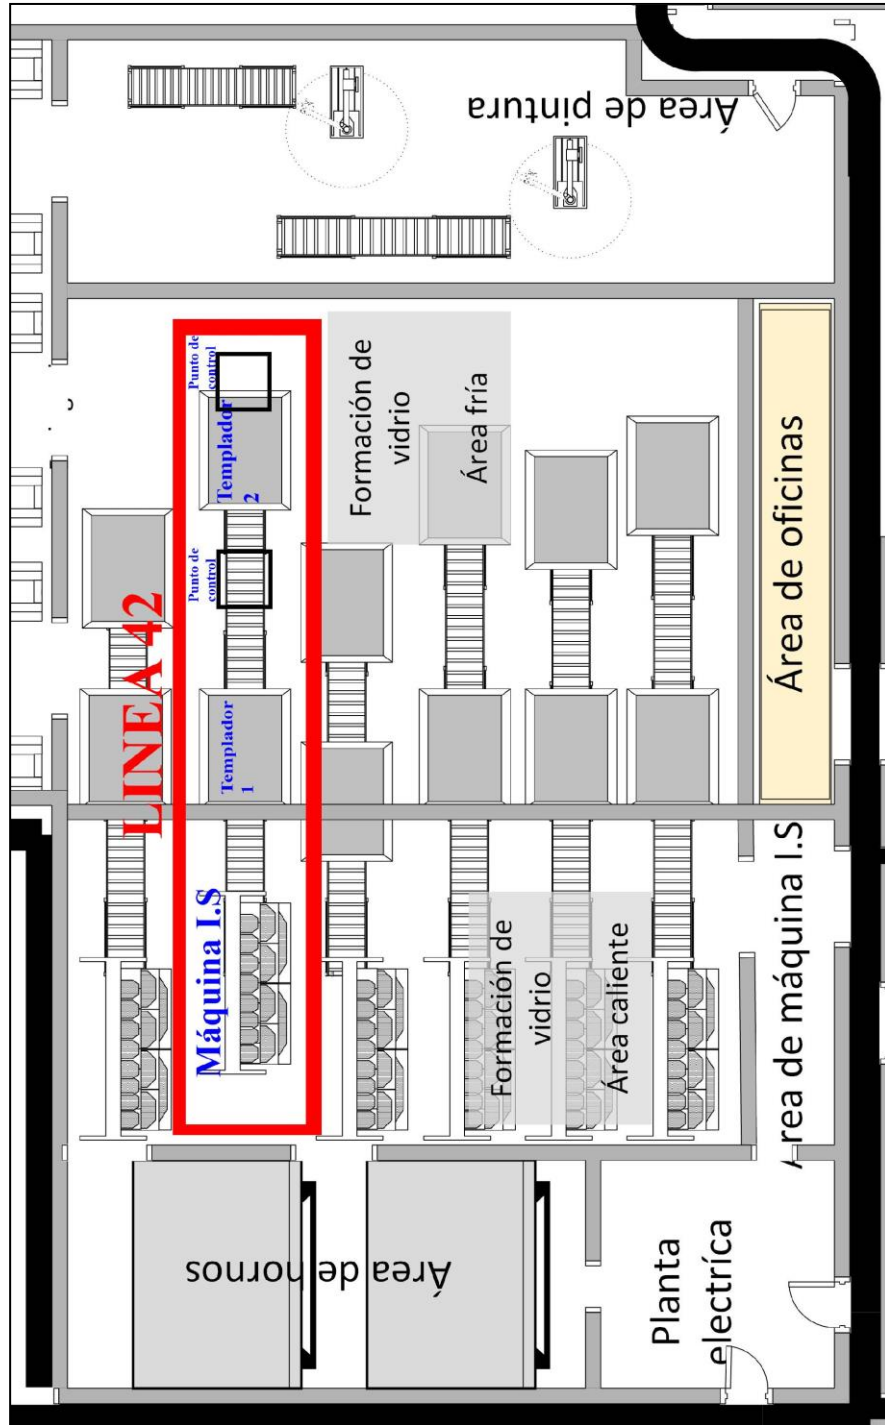 Área de pintura
Punto de
control
Templador
2
Formación de
vidrio
Área fría
Punto de
control
LINEA 42
Templador
1
Área de oficinas
Máquina I.S
Formación de
vidrio
Área caliente
Área de máquina I.S
Área de hornos
Planta
electríca